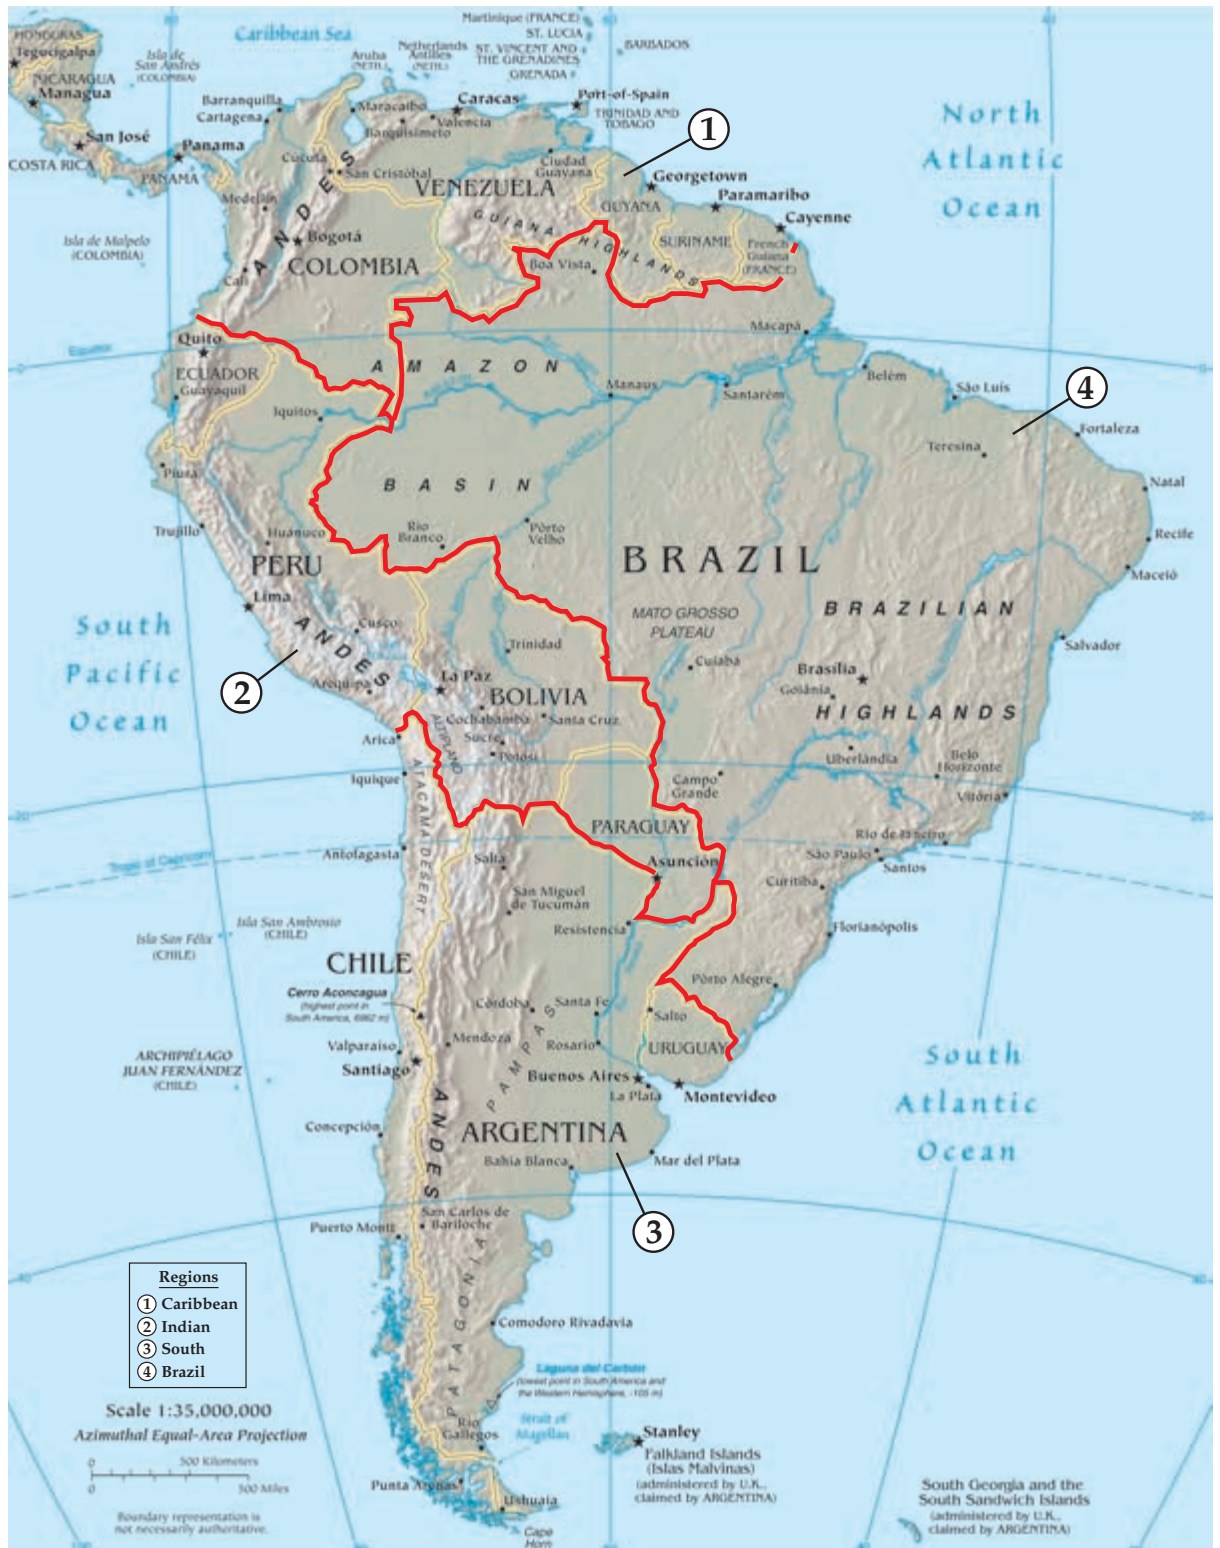 HONDURAS
Tegucigalpa
NICARAGUA
Managua
San José
COSTA RICA
Panama
PANAMA
Isla de
San Andrés
(COLOMBIA)
Caribbean Sea
Aruba
(NETH.)
Netherlands
Antilles
(NETH.)
Martinique (FRANCE)
ST. LUCIA
ST. VINCENT AND
THE GRENADINES
GRENADA
BARBADOS
Port-of-Spain
TRINIDAD AND
TOBAGO
Barranquilla
Cartagena
Maracaibo
Caracas
Valencia
Barquisimeto
Cúcuta
San Cristóbal
Ciudad
Guayana
VENEZUELA
Medellín
Isla de Malpelo
(COLOMBIA)
ANDES
Bogotá
COLOMBIA
Cali
GUIANA HIGHLANDS
Boa Vista
1
Georgetown
GUYANA
Paramaribo
SURINAME
Cayenne
French
Guiana
(FRANCE)
North
Atlantic
Ocean
Equator
Quito
ECUADOR
Guayaquil
Iquitos
AMAZON
BASIN
Manaus
Santarém
Macapá
Belém
São Luís
4
Fortaleza
Teresina
Natal
Recife
Maceió
Salvador
Piura
Trujillo
Huánuco
PERU
Lima
Cusco
ANDES
Arequipa
2
Rio
Branco
Pôrto
Velho
BRAZIL
MATO GROSSO
PLATEAU
Cuiabá
BRAZILIAN
HIGHLANDS
Brasília
Goiânia
Trinidad
La Paz
BOLIVIA
Cochabamba
Santa Cruz
Sucre
Potosí
ALTIPLANO
South
Pacific
Ocean
Arica
Iquique
ATACAMA DESERT
Antofagasta
Tropic of Capricorn
20
20
Uberlândia
Belo
Horizonte
Vitória
Campo
Grande
PARAGUAY
Asunción
Rio de Janeiro
São Paulo
Santos
Curitiba
Florianópolis
Pôrto Alegre
Salta
San Miguel
de Tucumán
Resistencia
Isla San Félix
(CHILE)
Isla San Ambrosio
(CHILE)
CHILE
Cerro Aconcagua
(highest point in
South America, 6962 m)
Córdoba
Santa Fe
Salto
Mendoza
Rosario
URUGUAY
Valparaíso
Santiago
ARCHIPIÉLAGO
JUAN FERNÁNDEZ
(CHILE)
PAMPAS
Buenos Aires
La Plata
Montevideo
South
Atlantic
Ocean
Concepción
ANDES
ARGENTINA
Bahía Blanca
Mar del Plata
3
Puerto Montt
San Carlos de
Bariloche
PATAGONIA
40
40
Comodoro Rivadavia
Laguna del Carbón
(lowest point in South America and
the Western Hemisphere, -105 m)
Río
Gallegos
Strait of
Magellan
Punta Arenas
Ushuaia
Cape
Horn
Stanley
Falkland Islands
(Islas Malvinas)
(administered by U.K.,
claimed by ARGENTINA)
South Georgia and the
South Sandwich Islands
(administered by U.K.,
claimed by ARGENTINA)
Regions
1 Caribbean
2 Indian
3 South
4 Brazil
Scale 1:35,000,000
Azimuthal Equal-Area Projection
0 500 Kilometers
0 500 Miles
Boundary representation is
not necessarily authoritative.